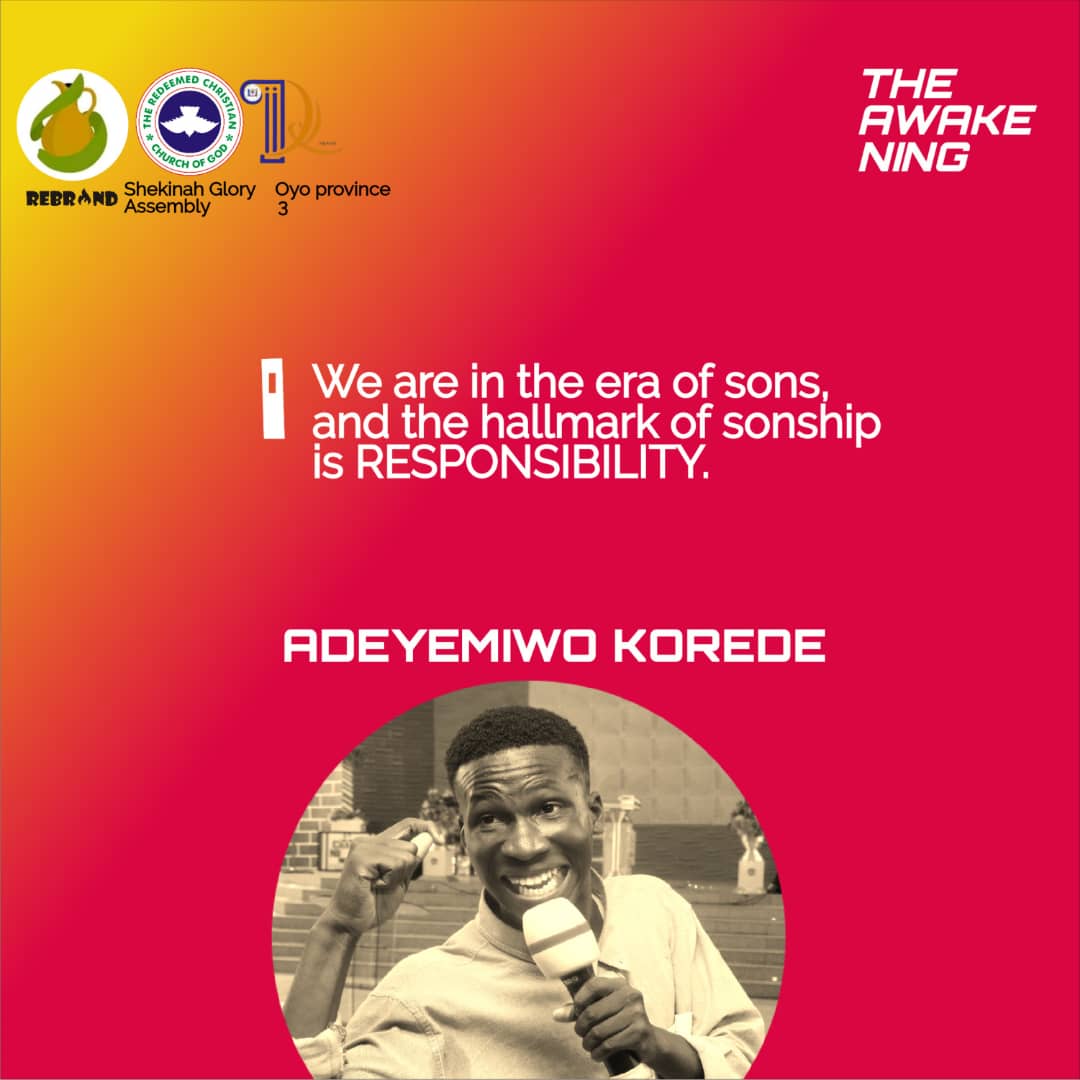 THE REDEEMED CHRISTIAN
CHURCH OF GOD
REBRAND
Shekinah Glory
Assembly
Oyo province
3
THE
AWAKE
NING
We are in the era of sons,
and the hallmark of sonship
is RESPONSIBILITY.
ADEYEMIWO KOREDE